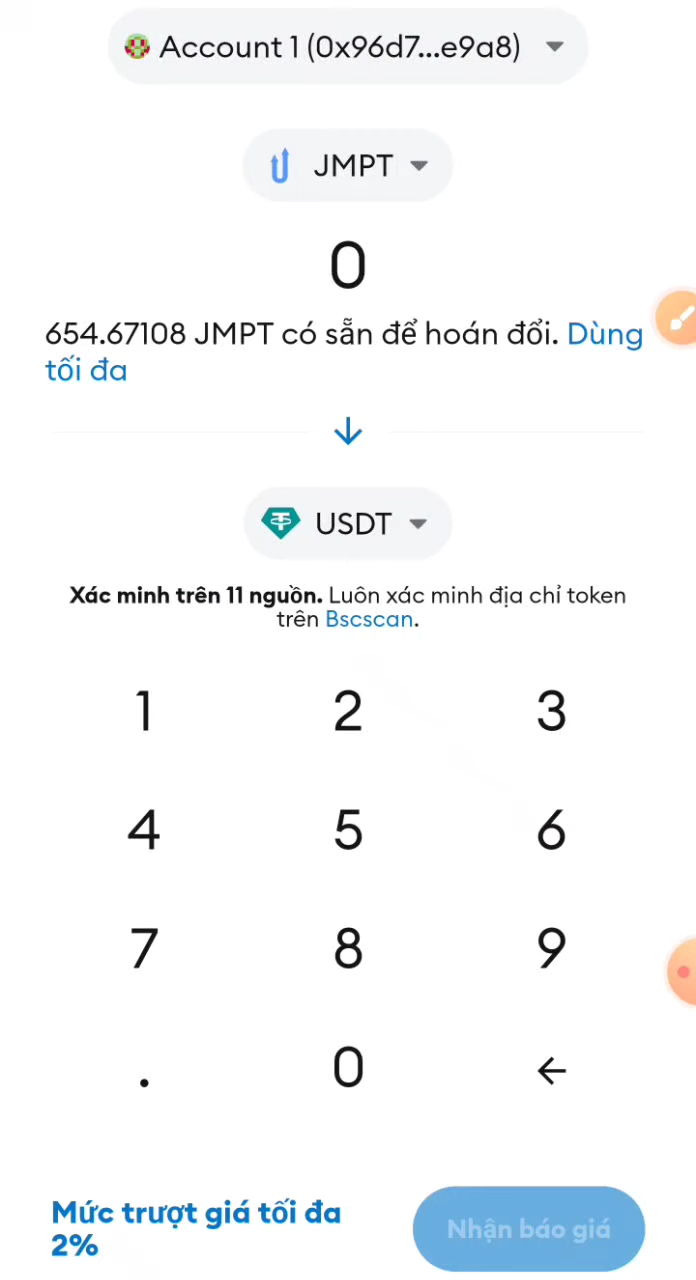 Account 1 (0x96d7...e9a8)
JMPT
0
654.67108 JMPT có sẵn để hoán đổi. Dùng
tối đa
USDT
Xác minh trên 11 nguồn. Luôn xác minh địa chỉ token
trên Bscscan.
1 2 3
4 5 6
7 8 9
. 0 ←
Mức trượt giá tối đa
2%
Nhận báo giá